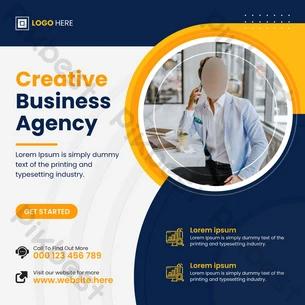 LOGO HERE
Creative
Business
Agency
Lorem Ipsum is simply dummy
text of the printing and
typesetting industry.
GET STARTED
Call To Find Out More
000 123 456 789
Visit our website for more
www.websitehere
Lorem ipsum
Lorem Ipsum is simply dummy text of the
printing and typesetting industry.
Lorem ipsum
Lorem Ipsum is simply dummy text of the
printing and typesetting industry.